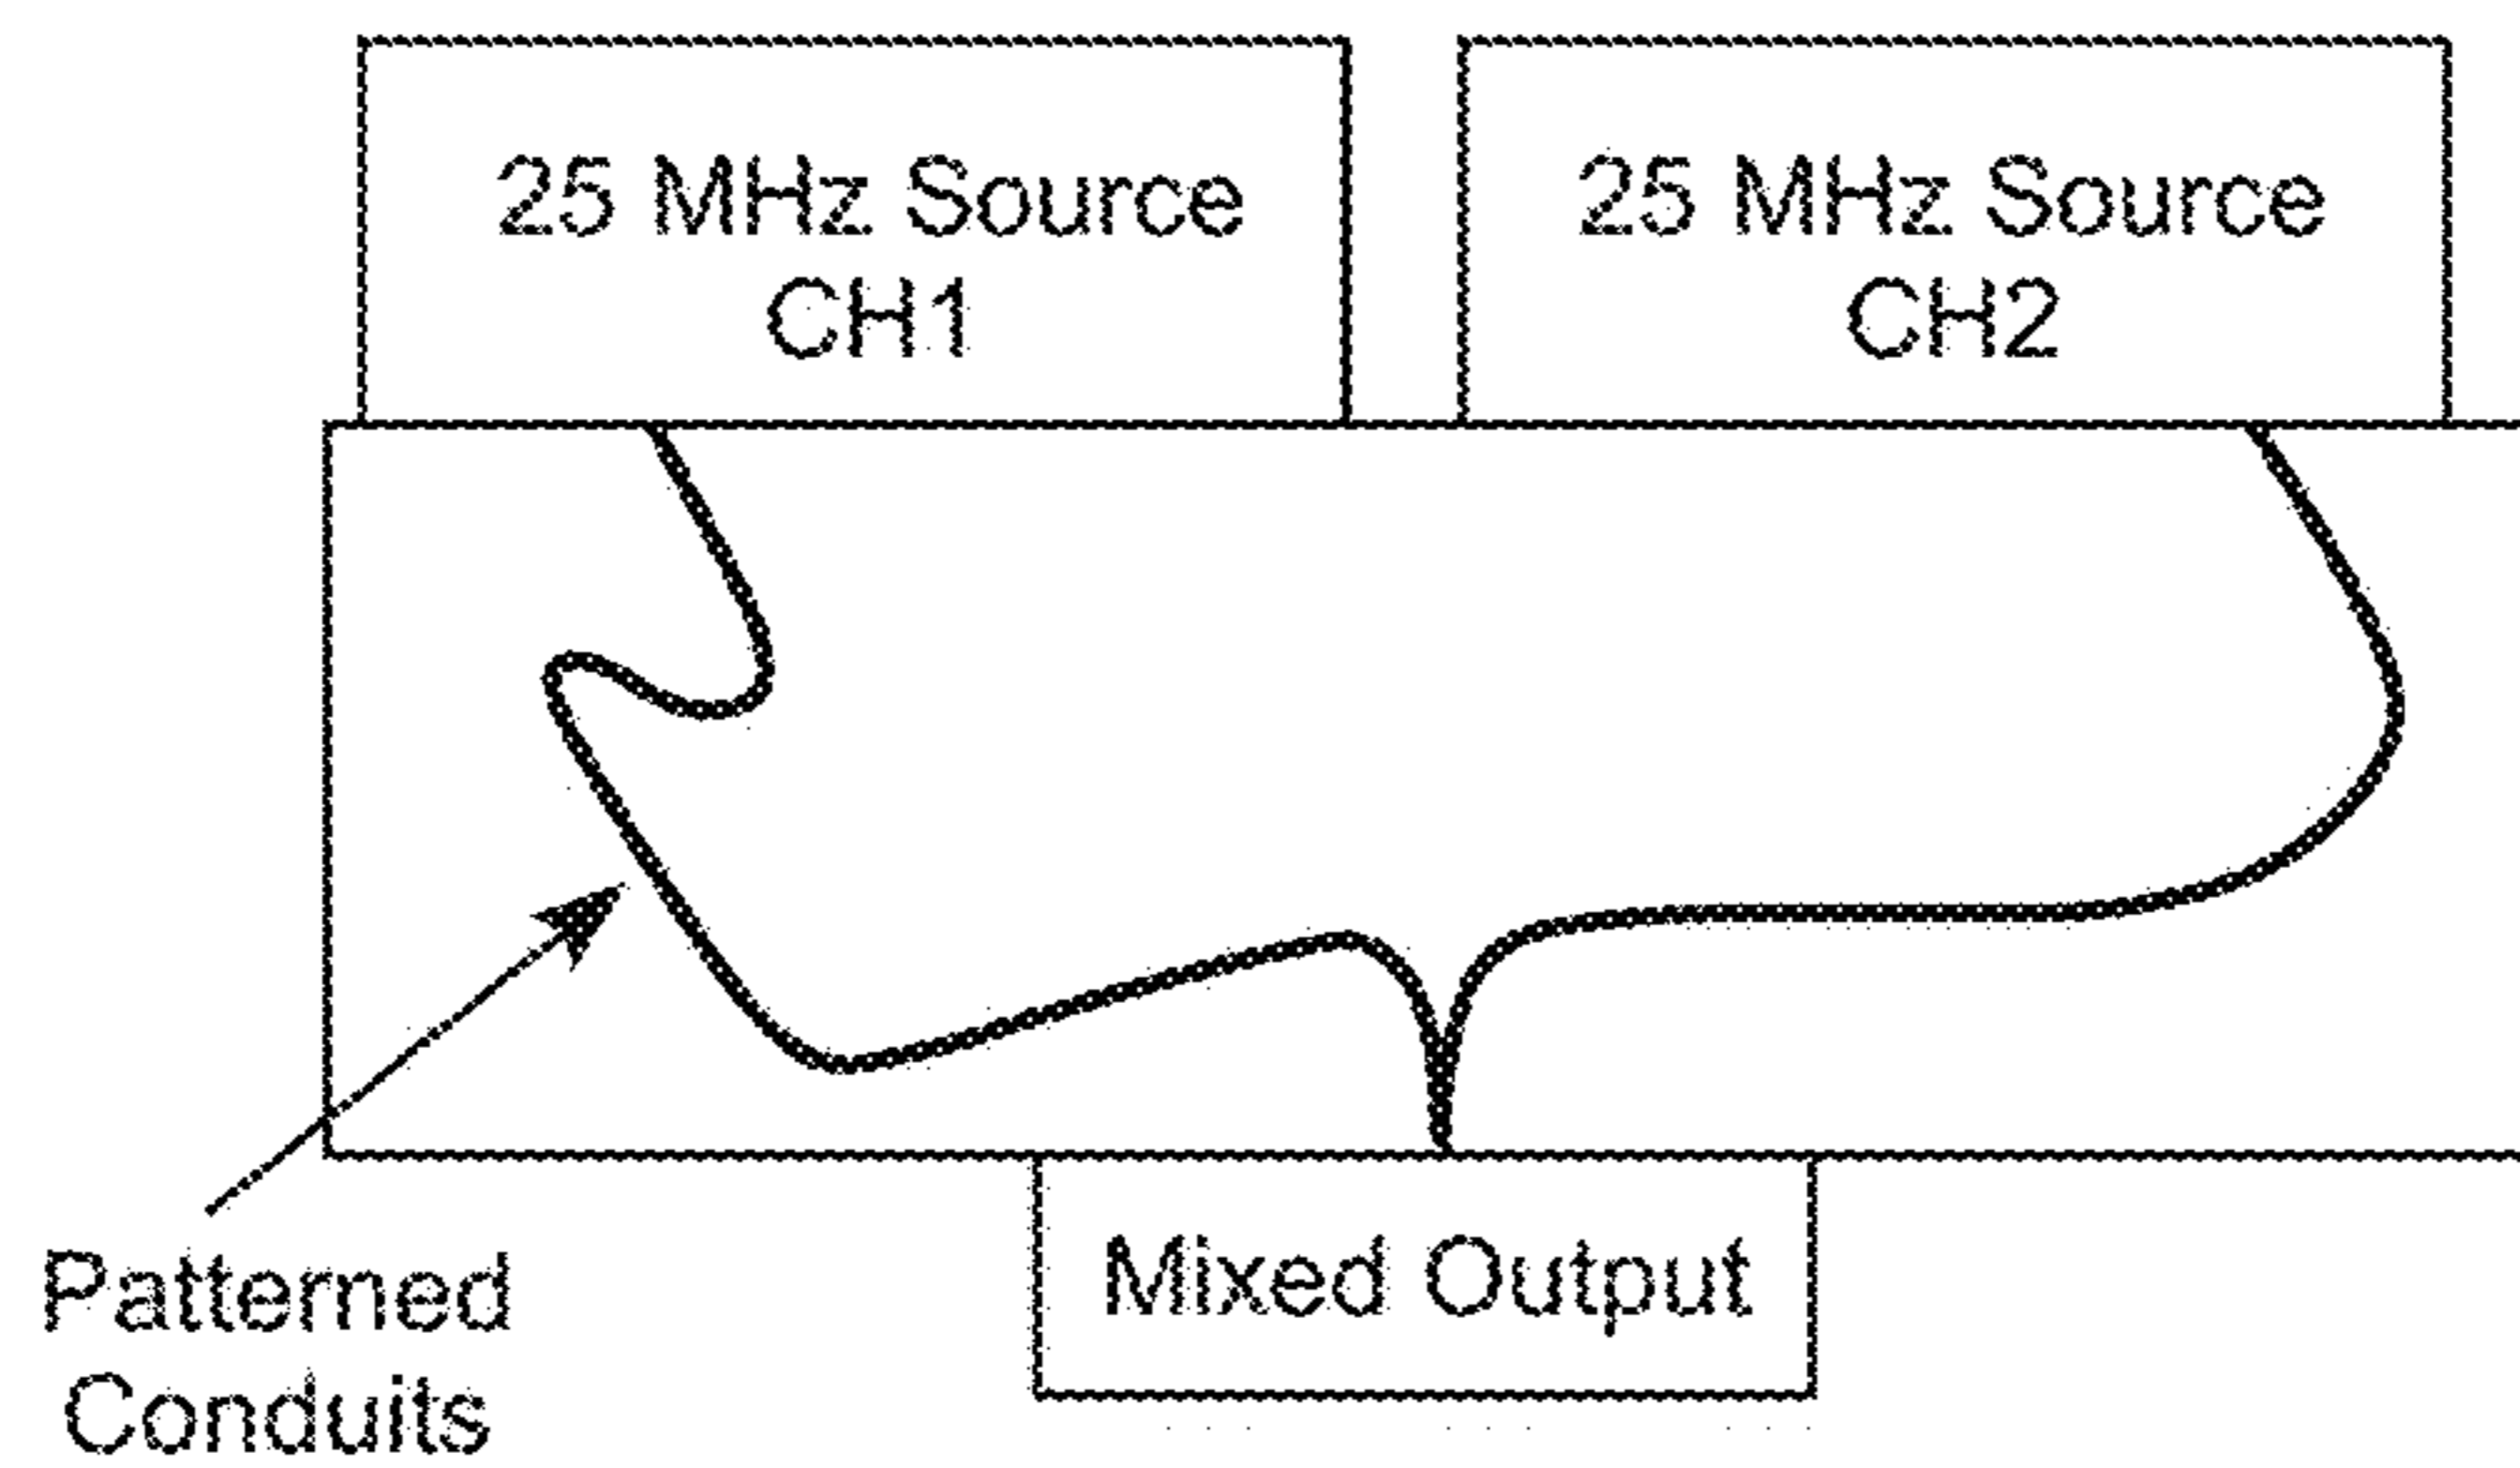 25 MHz Source
CH1
25 MHz Source
CH2
Patterned
Conduits
Mixed Output